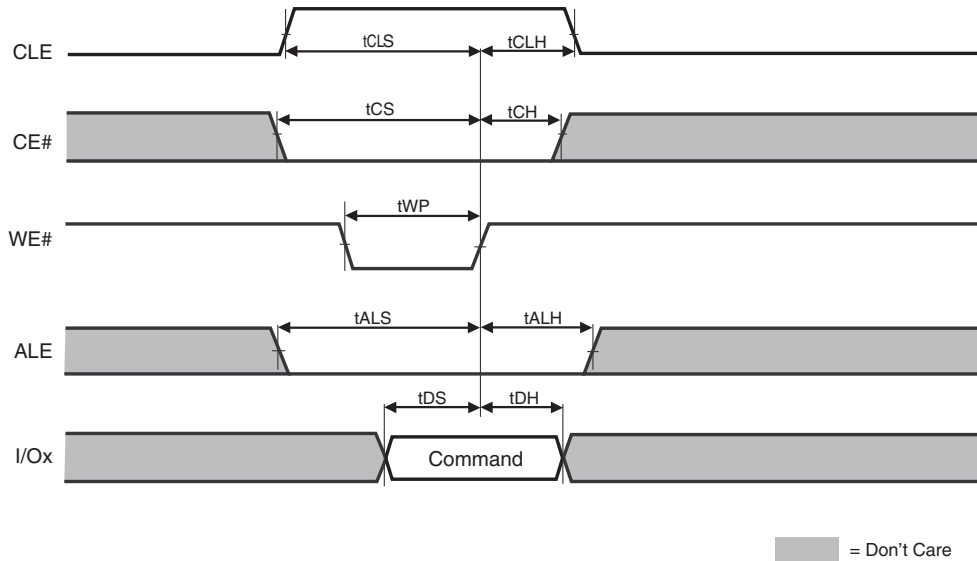 CLE
tCLS
tCLH
CE#
tCS
tCH
WE#
tWP
ALE
tALS
tALH
I/Ox
tDS
tDH
Command
= Don't Care